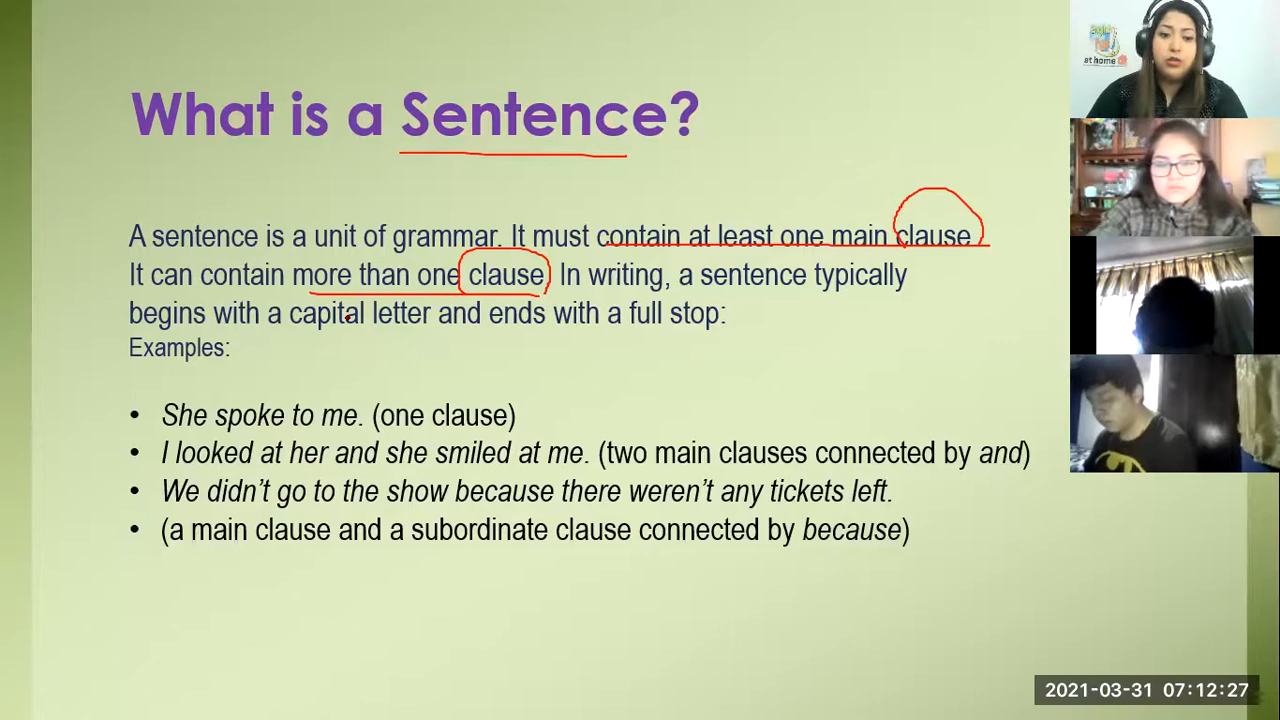 What is a Sentence?
A sentence is a unit of grammar. It must contain at least one main clause.
It can contain more than one clause. In writing, a sentence typically
begins with a capital letter and ends with a full stop:
Examples:
• She spoke to me. (one clause)
• I looked at her and she smiled at me. (two main clauses connected by and)
• We didn’t go to the show because there weren’t any tickets left.
• (a main clause and a subordinate clause connected by because)
at home
2021-03-31 07:12:27